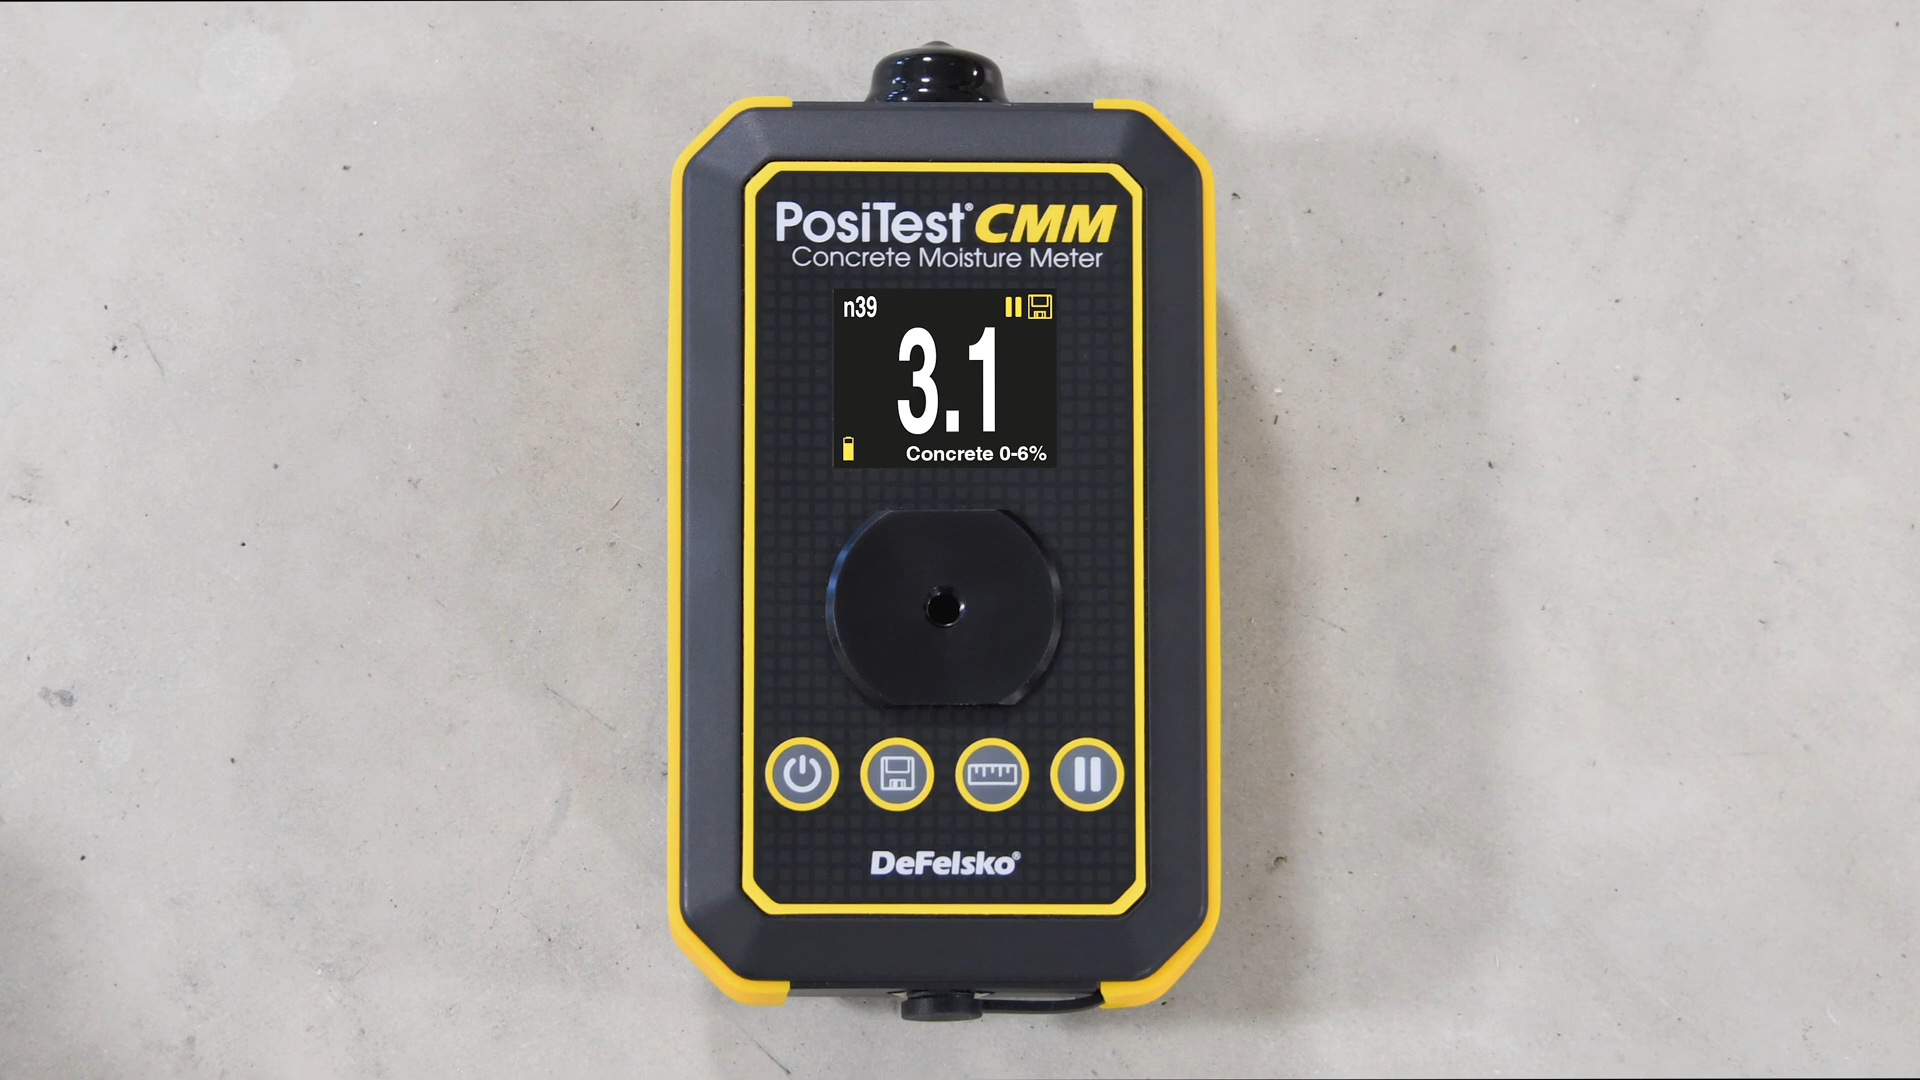 PosiTest® CMM
Concrete Moisture Meter
n39
3.1
Concrete 0-6%
DeFelsko®